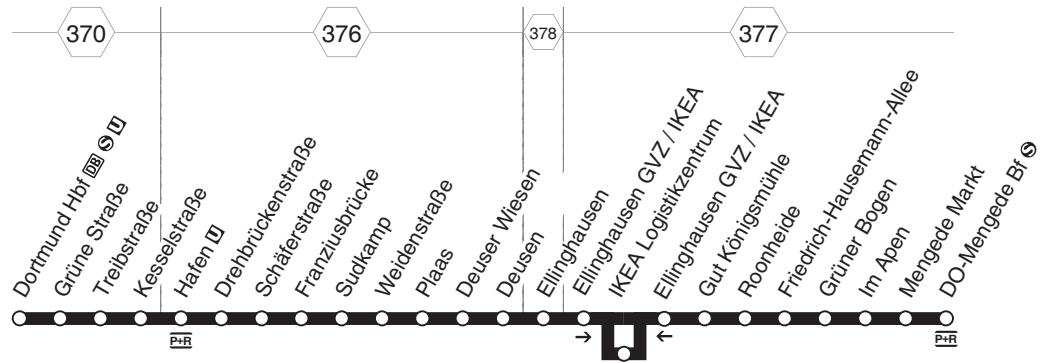 370
376
378
377
Dortmund Hbf DB S U
Grüne Straße
Treibstraße
Kesselstraße
Hafen U
Drehbrückenstraße
Schäferstraße
Franziusbrücke
Sudkamp
Weidenstraße
Plaas
Deuser Wiesen
Deusen
Ellinghausen
Ellinghausen GVZ / IKEA
IKEA Logistikzentrum
Ellinghausen GVZ / IKEA
Gut Königsmühle
Roonheide
Friedrich-Hausemann-Allee
Grüner Bogen
Im Apen
Mengede Markt
DO-Mengede Bf S
P+R
→
←
P+R